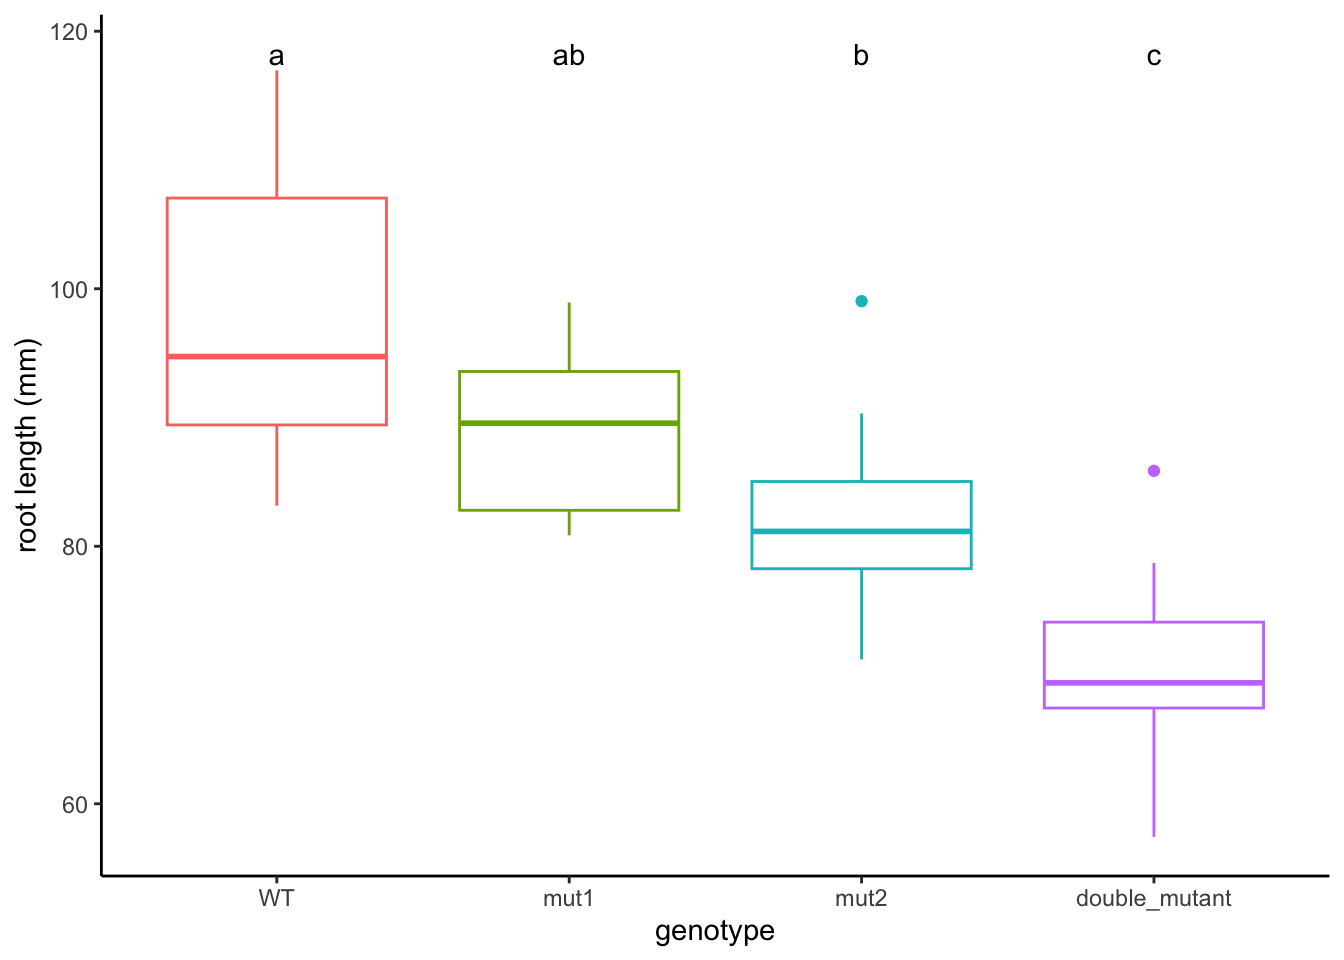 120
a
ab
b
c
100
80
60
root length (mm)
WT
mut1
mut2
double_mutant
genotype